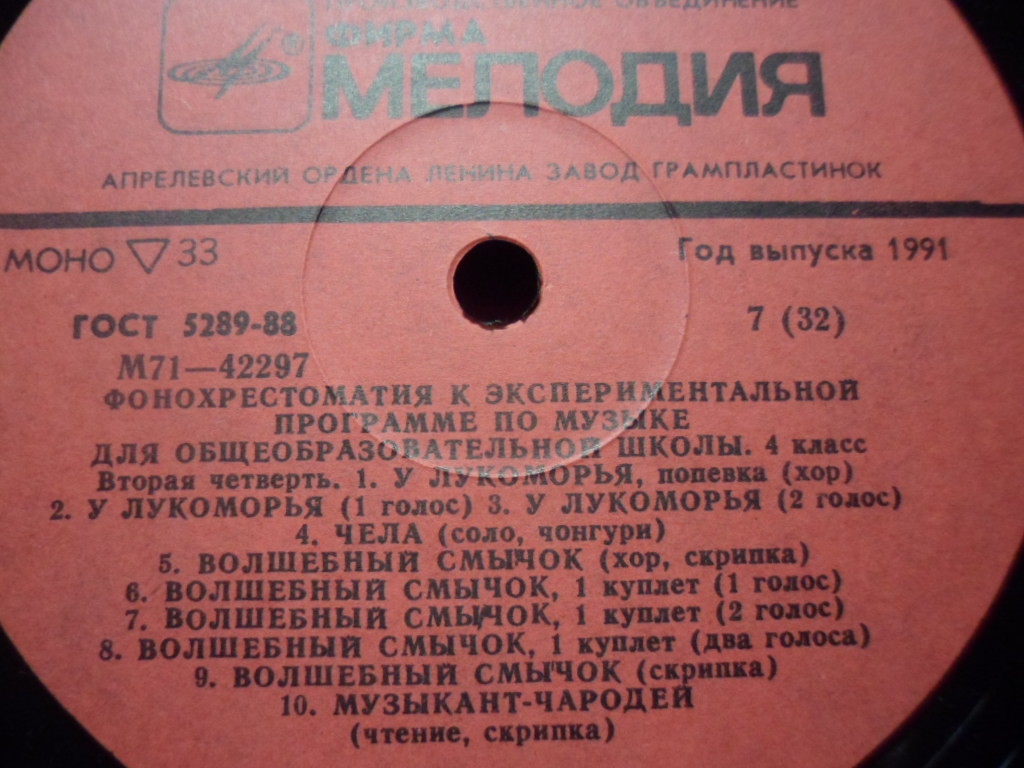 ПРОИЗВОДСТВЕННОЕ ОБЪЕДИНЕНИЕ
ФИРМА
МЕЛОДИЯ
АПРЕЛЕВСКИЙ ОРДЕНА ЛЕНИНА ЗАВОД ГРАМПЛАСТИНОК
МОНО ▽ 33
Год выпуска 1991
ГОСТ 5289-88
7 (32)
М71—42297
ФОНОХРЕСТОМАТИЯ К ЭКСПЕРИМЕНТАЛЬНОЙ
ПРОГРАММЕ ПО МУЗЫКЕ
ДЛЯ ОБЩЕОБРАЗОВАТЕЛЬНОЙ ШКОЛЫ. 4 класс
Вторая четверть. 1. У ЛУКОМОРЬЯ, попевка (хор)
2. У ЛУКОМОРЬЯ (1 голос) 3. У ЛУКОМОРЬЯ (2 голос)
4. ЧЕЛА (соло, чонгури)
5. ВОЛШЕБНЫЙ СМЫЧОК (хор, скрипка)
6. ВОЛШЕБНЫЙ СМЫЧОК, 1 куплет (1 голос)
7. ВОЛШЕБНЫЙ СМЫЧОК, 1 куплет (2 голос)
8. ВОЛШЕБНЫЙ СМЫЧОК, 1 куплет (два голоса)
9. ВОЛШЕБНЫЙ СМЫЧОК (скрипка)
10. МУЗЫКАНТ-ЧАРОДЕЙ
(чтение, скрипка)